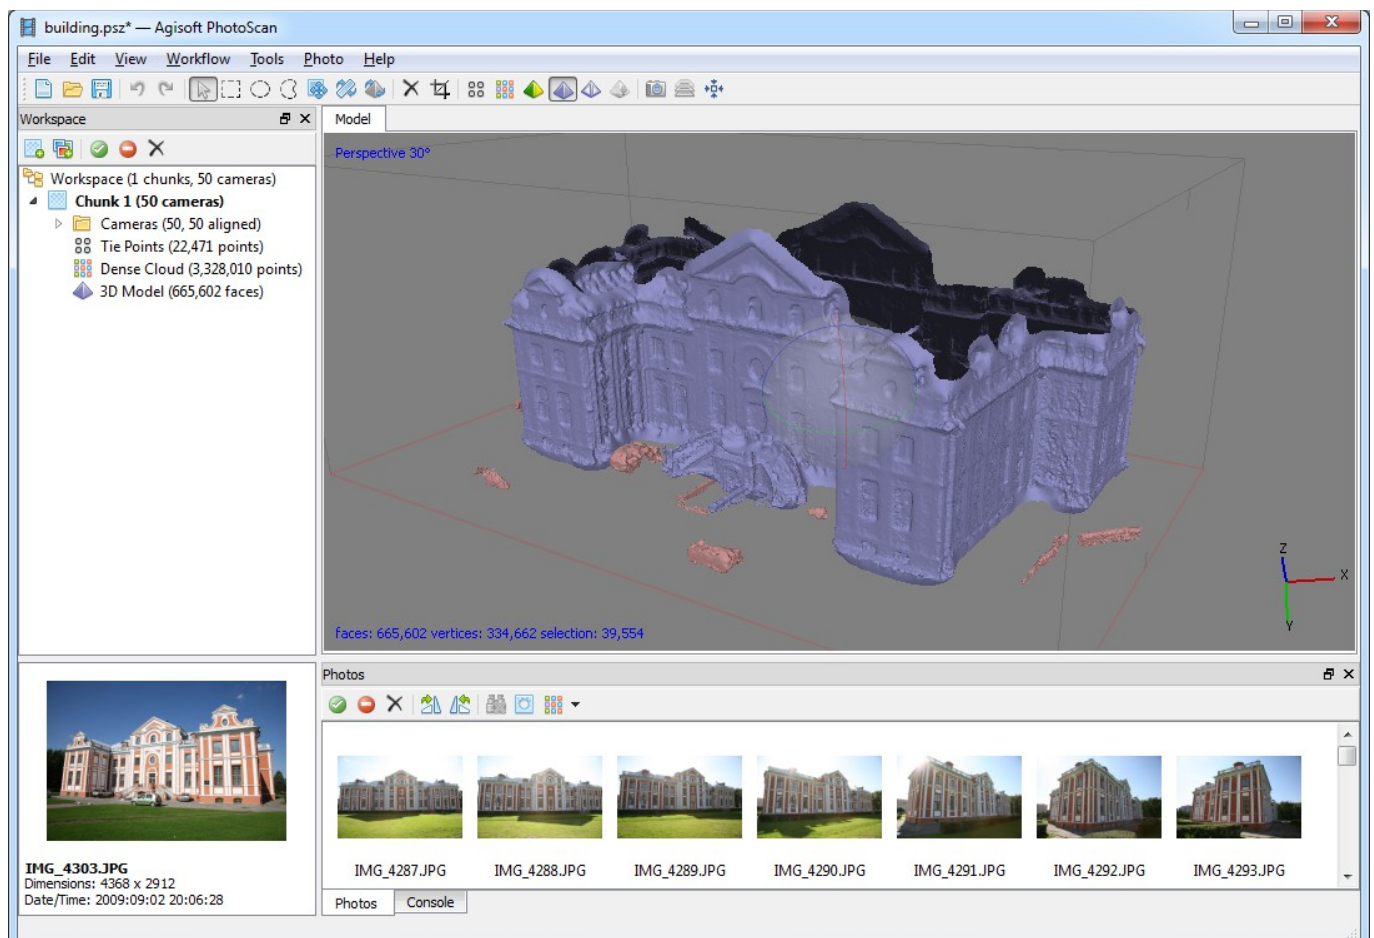 building.psz* — Agisoft PhotoScan
File Edit View Workflow Tools Photo Help
Workspace
Model
Perspective 30°
Workspace (1 chunks, 50 cameras)
Chunk 1 (50 cameras)
Cameras (50, 50 aligned)
Tie Points (22,471 points)
Dense Cloud (3,328,010 points)
3D Model (665,602 faces)
Z
X
Y
faces: 665,602 vertices: 334,662 selection: 39,554
Photos
IMG_4303.JPG
Dimensions: 4368 x 2912
Date/Time: 2009:09:02 20:06:28
IMG_4287.JPG IMG_4288.JPG IMG_4289.JPG IMG_4290.JPG IMG_4291.JPG IMG_4292.JPG IMG_4293.JPG
Photos Console